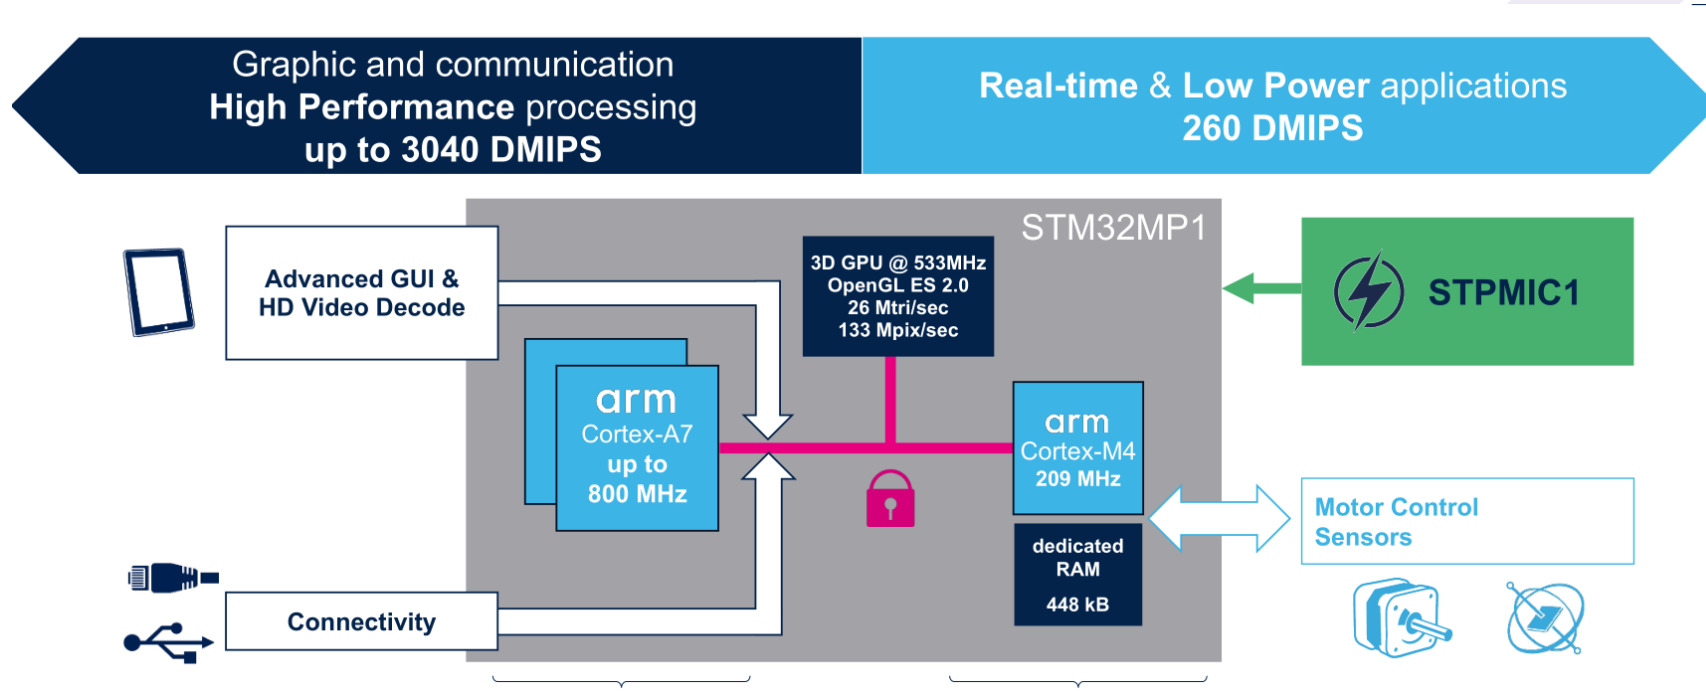 Graphic and communication
High Performance processing
up to 3040 DMIPS
Real-time & Low Power applications
260 DMIPS
STM32MP1
Advanced GUI &
HD Video Decode
3D GPU @ 533MHz
OpenGL ES 2.0
26 Mtri/sec
133 Mpix/sec
STPMIC1
arm
Cortex-A7
up to
800 MHz
arm
Cortex-M4
209 MHz
dedicated
RAM
448 kB
Motor Control
Sensors
Connectivity